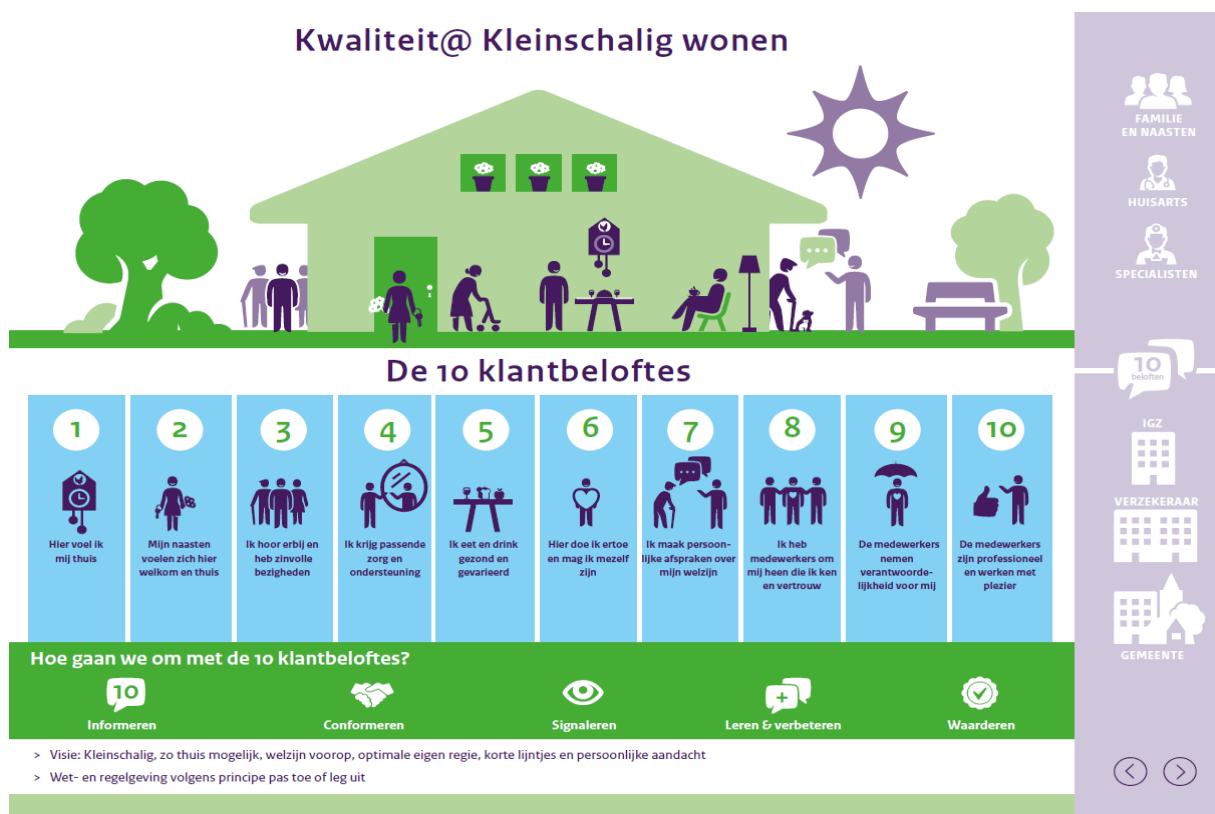 Kwaliteit@ Kleinschalig wonen
De 10 klantbeloftes
1
Hier voel ik
mij thuis
2
Mijn naasten
voelen zich hier
welkom en thuis
3
Ik hoor erbij en
heb zinvolle
bezigheden
4
Ik krijg passende
zorg en
ondersteuning
5
Ik eet en drink
gezond en
gevarieerd
6
Hier doe ik ertoe
en mag ik mezelf
zijn
7
Ik maak persoon-
lijke afspraken over
mijn welzijn
8
Ik heb
medewerkers om
mij heen die ik ken
en vertrouw
9
De medewerkers
nemen
verantwoorde-
lijkheid voor mij
10
De medewerkers
zijn professioneel
en werken met
plezier
Hoe gaan we om met de 10 klantbeloftes?
10
Informeren
Conformeren
Signaleren
Leren & verbeteren
Waarderen
> Visie: Kleinschalig, zo thuis mogelijk, welzijn voorop, optimale eigen regie, korte lijntjes en persoonlijke aandacht
> Wet- en regelgeving volgens principe pas toe of leg uit
FAMILIE
EN NAASTEN
HUISARTS
SPECIALISTEN
10
beloften
IGZ
VERZEKERAAR
GEMEENTE